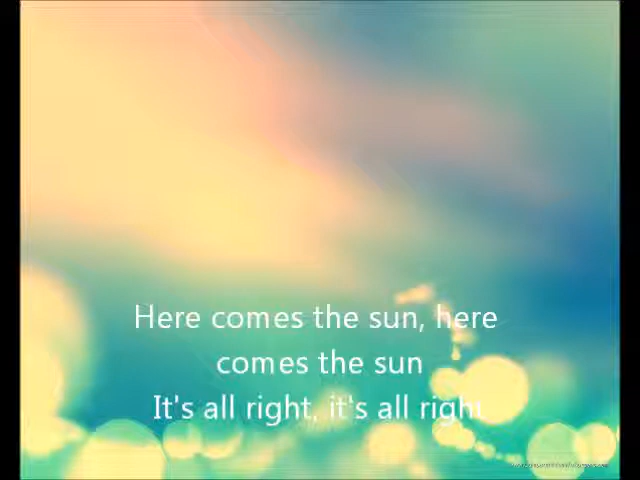 Here comes the sun, here
comes the sun
It's all right, it's all right